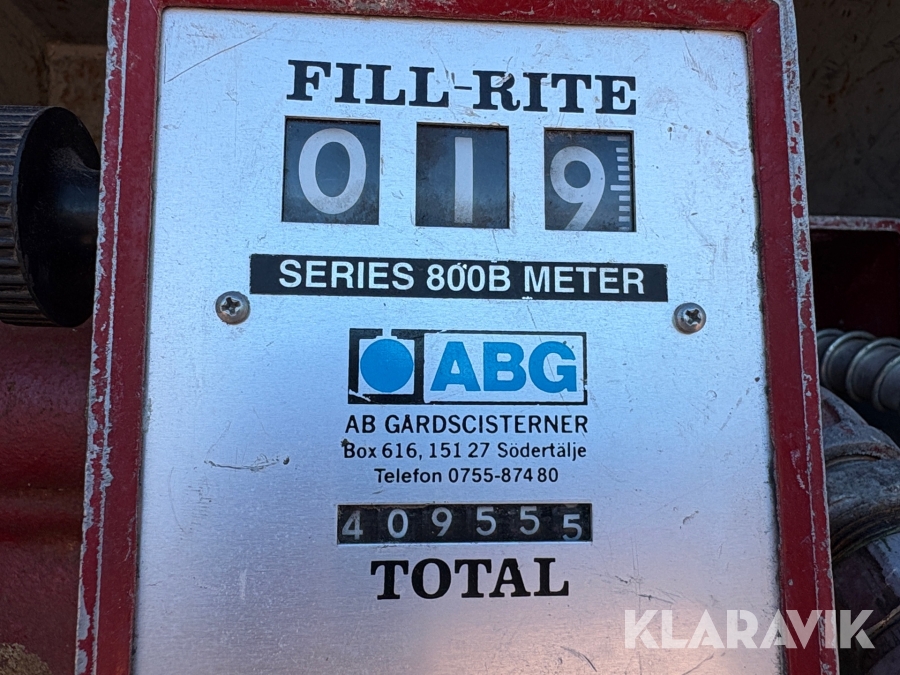 FILL-RITE
019
SERIES 800B METER
ABG
AB GÅRDSCISTERNER
Box 616, 151 27 Södertälje
Telefon 0755-874 80
409555
TOTAL
KLARAVIK